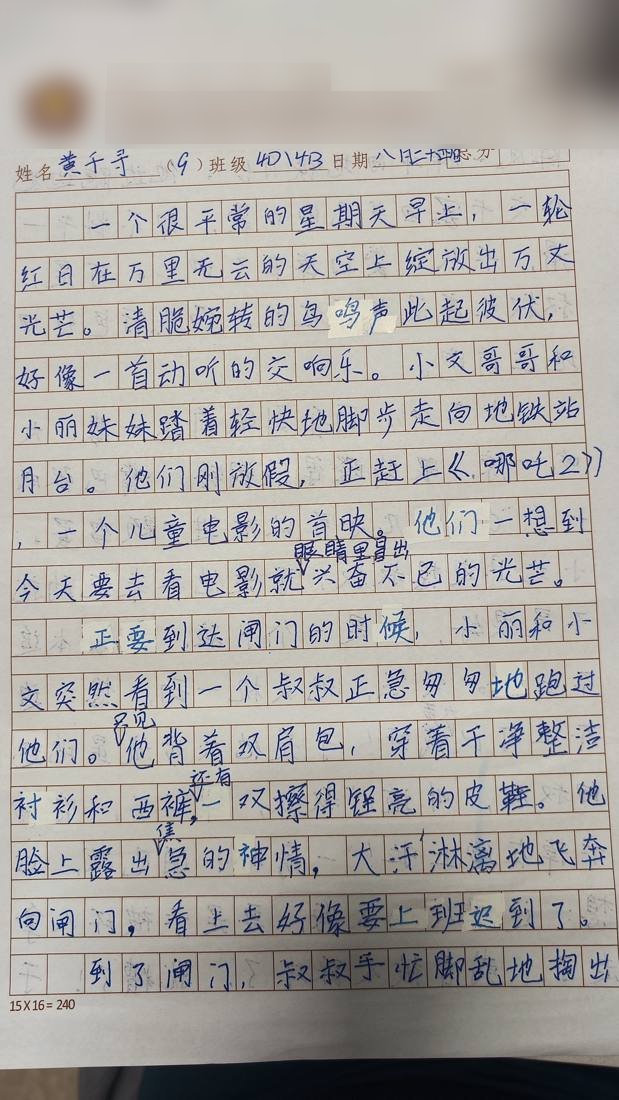 姓名 黄千寻 （9）班级 4D14B 日期
一个很平常的星期天早上，一轮
红日在万里无云的天空上绽放出万丈
光芒。清脆婉转的鸟鸣声此起彼伏，
好像一首动听的交响乐。小文哥哥和
小丽妹妹踏着轻快地脚步走向地铁站
月台。他们刚放假，正赶上《哪吒2》
，一个儿童电影的首映。他们一想到
眼睛里冒出
今天要去看电影就兴奋不已的光芒。
正要到达闸门的时候，小丽和小
文突然看到一个叔叔正急匆匆地跑过
只见
他们。他背着双肩包，穿着干净整洁
还有
衬衫和西裤，一双擦得锃亮的皮鞋。他
焦
脸上露出急的神情，大汗淋漓地飞奔
向闸门，看上去好像要上班迟到了。
到了闸门，叔叔手忙脚乱地掏出
15X16=240